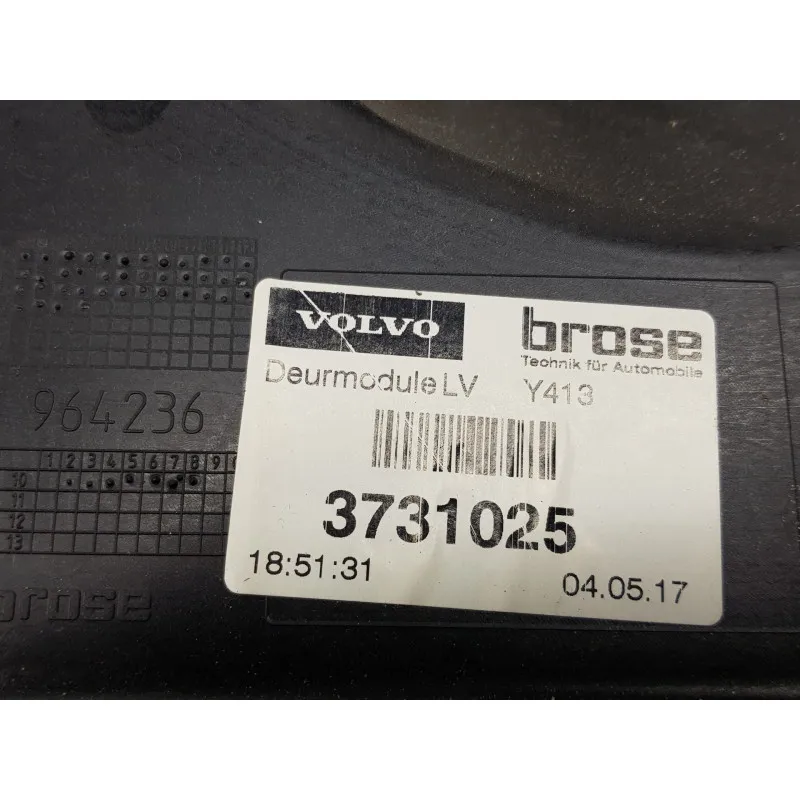 VOLVO
brose
Technik für Automobile
Deurmodule LV Y413
3731025
18:51:31 04.05.17
964236
1 2 3 4 5 6 7 8 9
10
11
12
13
brose